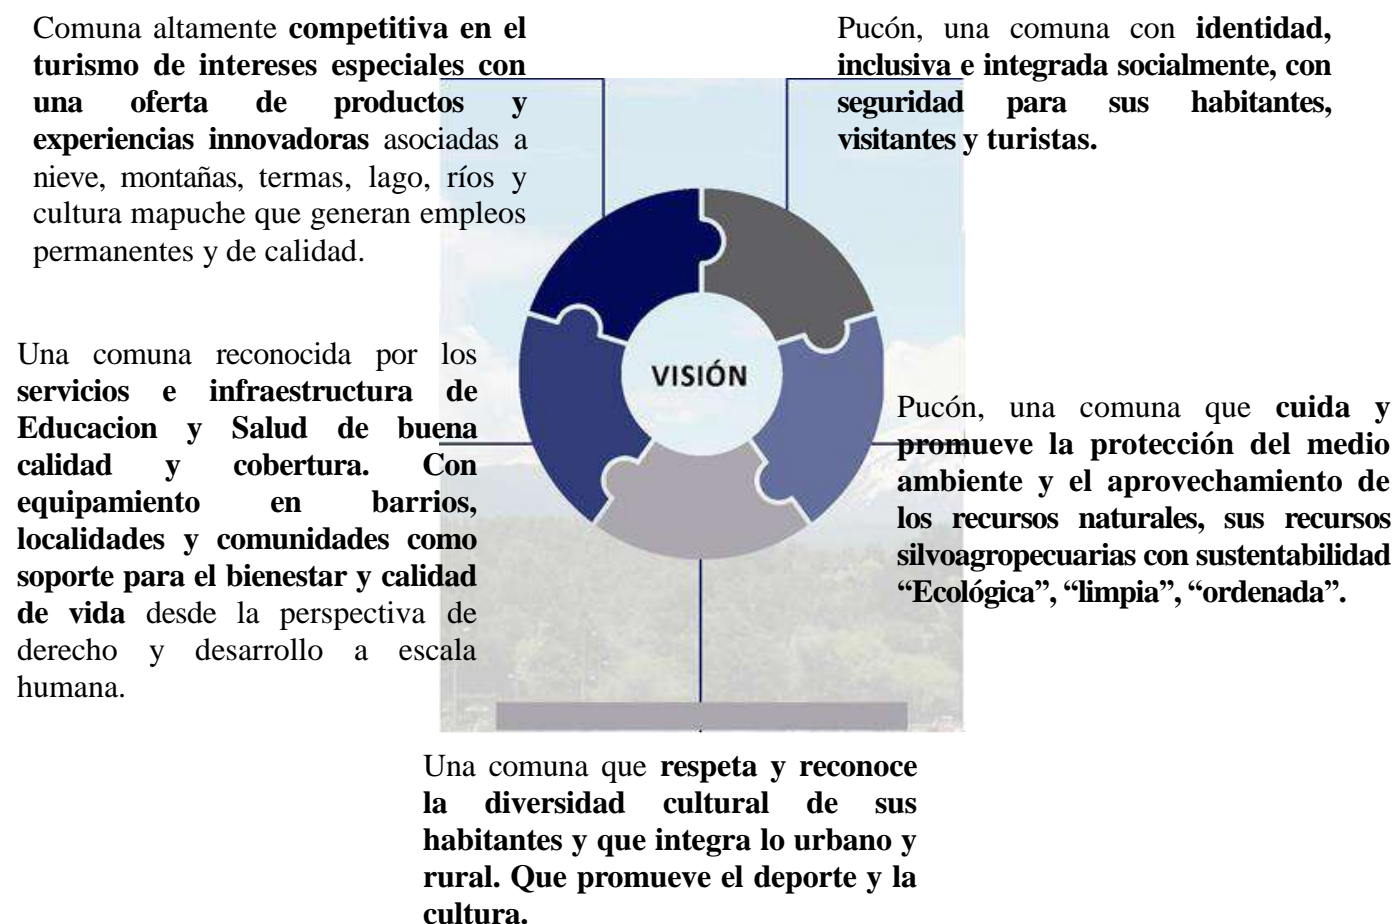 Comuna altamente competitiva en el
turismo de intereses especiales con
una oferta de productos y
experiencias innovadoras asociadas a
nieve, montañas, termas, lago, ríos y
cultura mapuche que generan empleos
permanentes y de calidad.
Pucón, una comuna con identidad,
inclusiva e integrada socialmente, con
seguridad para sus habitantes,
visitantes y turistas.
Una comuna reconocida por los
servicios e infraestructura de
Educacion y Salud de buena
calidad y cobertura. Con
equipamiento en barrios,
localidades y comunidades como
soporte para el bienestar y calidad
de vida desde la perspectiva de
derecho y desarrollo a escala
humana.
VISIÓN
Pucón, una comuna que cuida y
promueve la protección del medio
ambiente y el aprovechamiento de
los recursos naturales, sus recursos
silvoagropecuarias con sustentabilidad
“Ecológica”, “limpia”, “ordenada”.
Una comuna que respeta y reconoce
la diversidad cultural de sus
habitantes y que integra lo urbano y
rural. Que promueve el deporte y la
cultura.